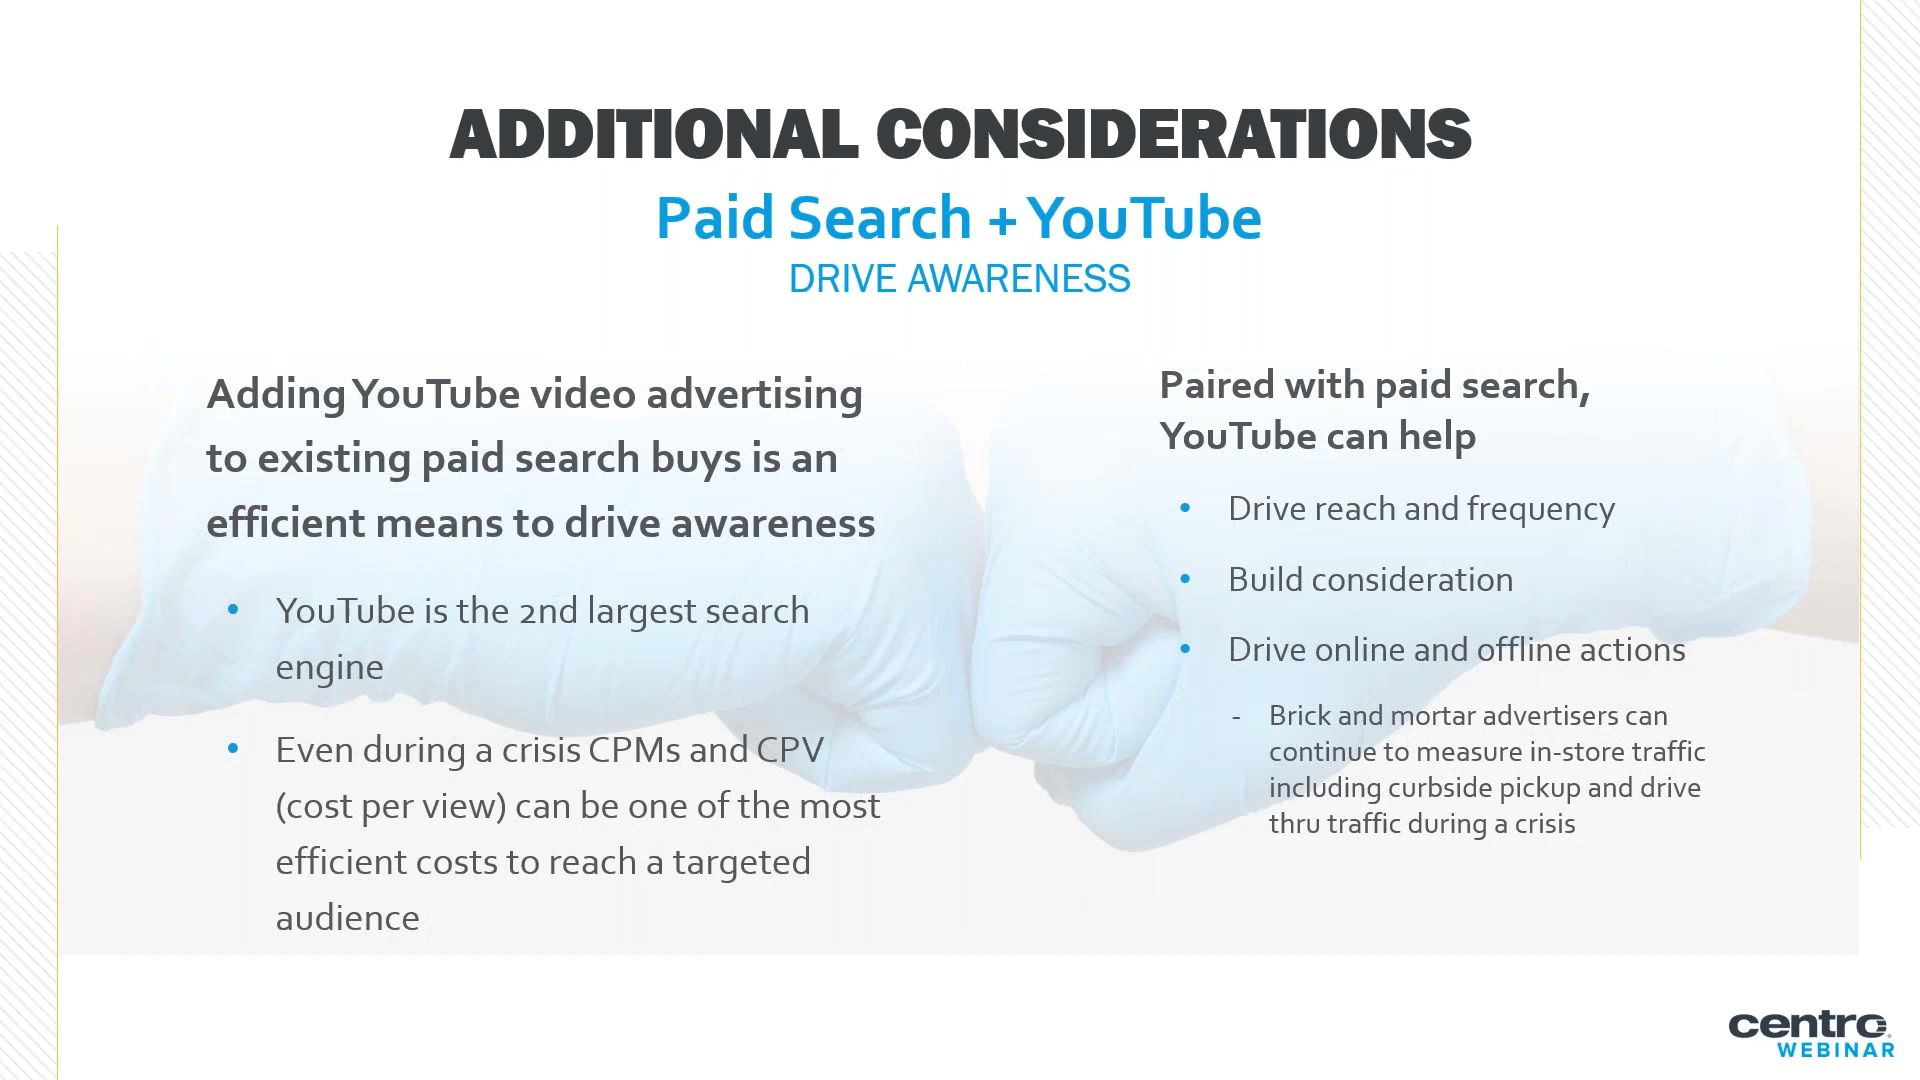 ADDITIONAL CONSIDERATIONS
Paid Search + YouTube
DRIVE AWARENESS
Adding YouTube video advertising
to existing paid search buys is an
efficient means to drive awareness
• YouTube is the 2nd largest search
engine
• Even during a crisis CPMs and CPV
(cost per view) can be one of the most
efficient costs to reach a targeted
audience
Paired with paid search,
YouTube can help
• Drive reach and frequency
• Build consideration
• Drive online and offline actions
- Brick and mortar advertisers can
continue to measure in-store traffic
including curbside pickup and drive
thru traffic during a crisis
centro
WEBINAR